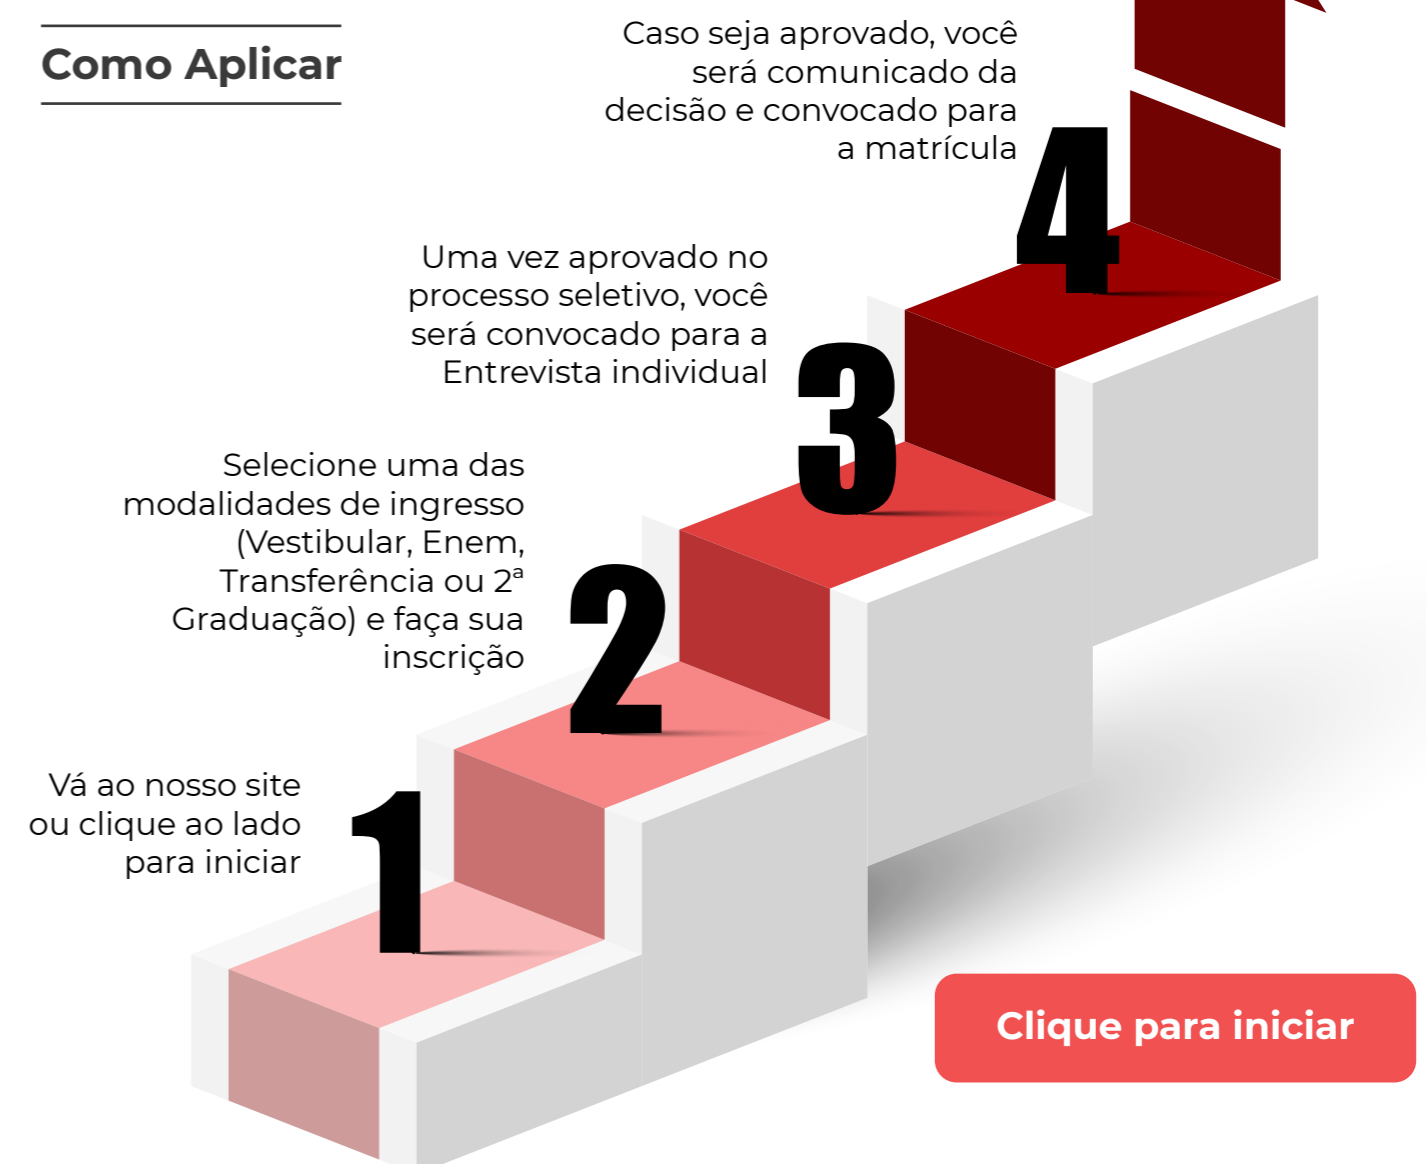 Como Aplicar
Caso seja aprovado, você
será comunicado da
decisão e convocado para
a matrícula
4
Uma vez aprovado no
processo seletivo, você
será convocado para a
Entrevista individual
3
Selecione uma das
modalidades de ingresso
(Vestibular, Enem,
Transferência ou 2ª
Graduação) e faça sua
inscrição
2
Vá ao nosso site
ou clique ao lado
para iniciar
1
Clique para iniciar